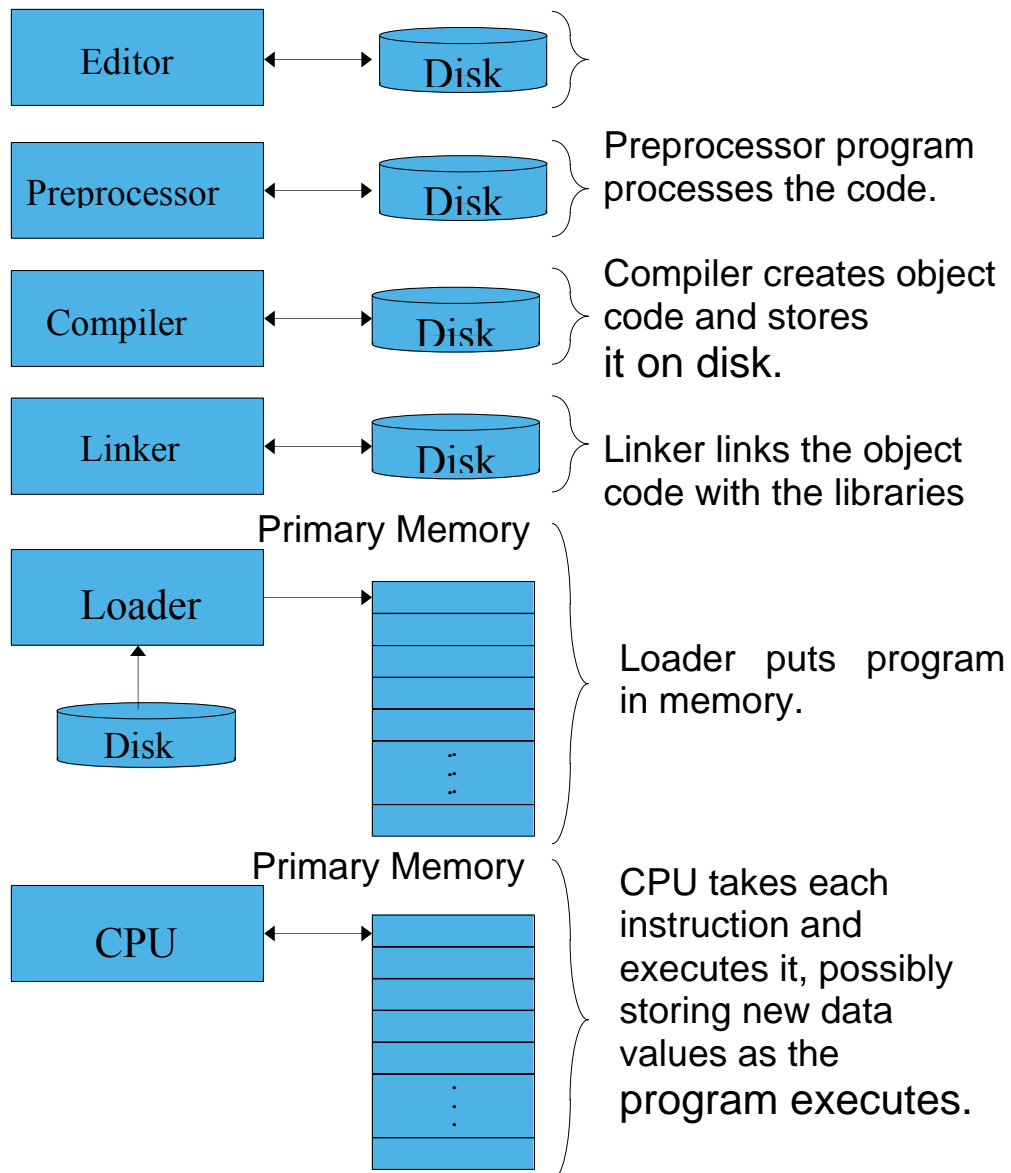 Editor
Disk
Preprocessor
Disk
Preprocessor program
processes the code.
Compiler
Disk
Compiler creates object
code and stores
it on disk.
Linker
Disk
Linker links the object
code with the libraries
Primary Memory
Loader
Disk
Loader puts program
in memory.
Primary Memory
CPU
CPU takes each
instruction and
executes it, possibly
storing new data
values as the
program executes.